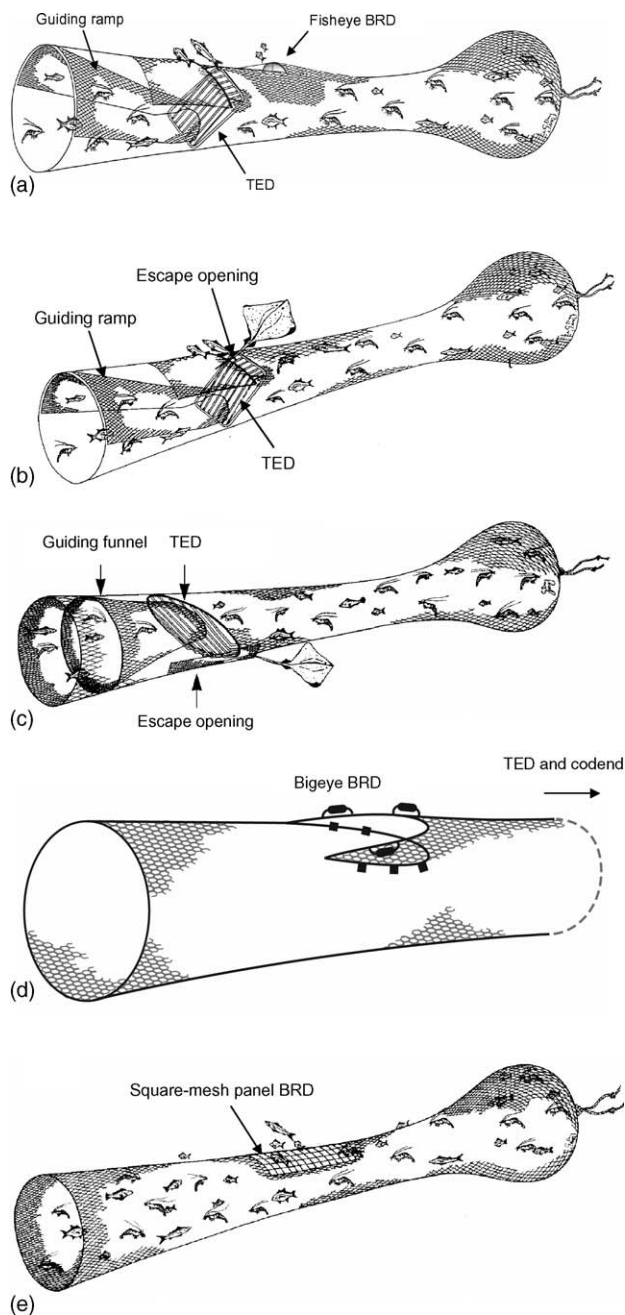 Guiding ramp
Fisheye BRD
TED
(a)
Escape opening
Guiding ramp
TED
(b)
Guiding funnel
TED
Escape opening
(c)
TED and codend
Bigeye BRD
(d)
Square-mesh panel BRD
(e)